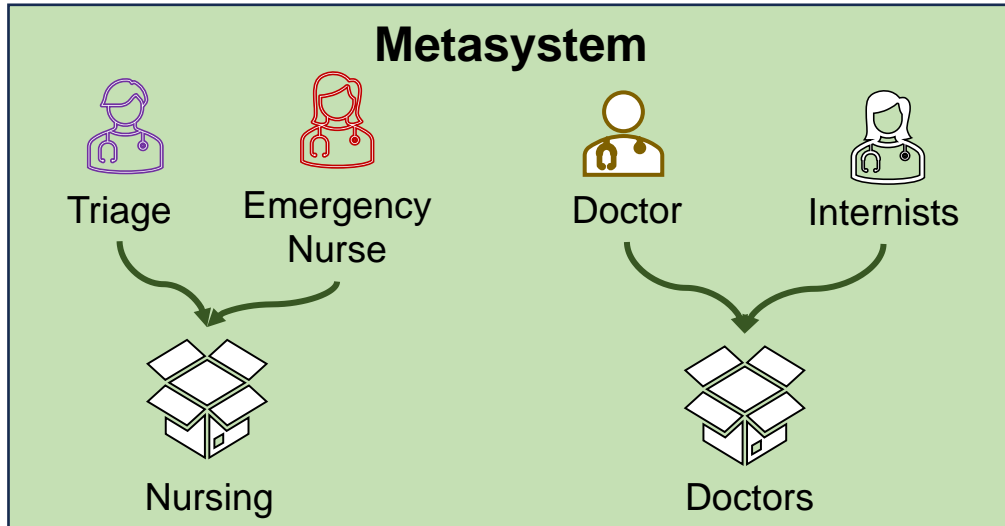 Metasystem
Triage
Emergency
Nurse
Doctor
Internists
Nursing
Doctors